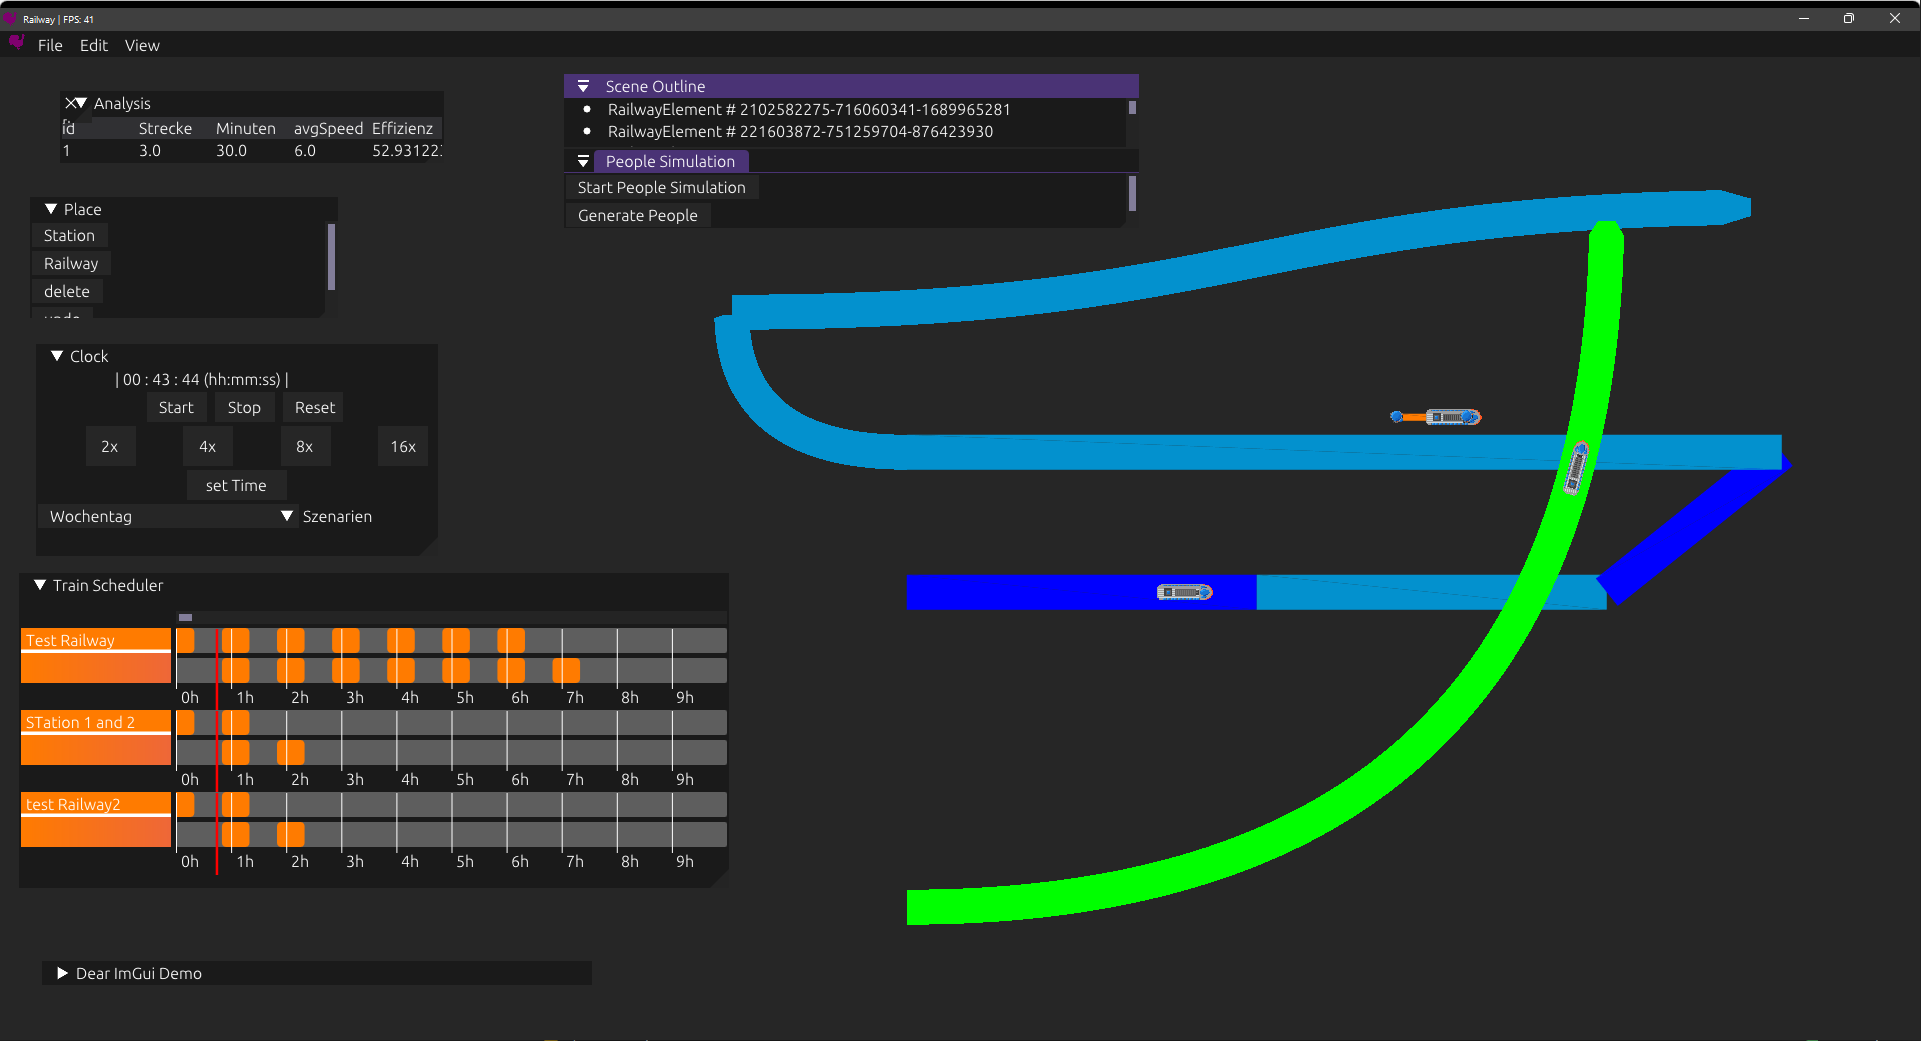 Railway | FPS: 41
File Edit View
Analysis
id Strecke Minuten avgSpeed Effizienz
1 3.0 30.0 6.0 52.931223
Place
Station
Railway
delete
undo
Clock
| 00 : 43 : 44 (hh:mm:ss) |
Start Stop Reset
2x 4x 8x 16x
set Time
Wochentag Szenarien
Train Scheduler
Test Railway
0h 1h 2h 3h 4h 5h 6h 7h 8h 9h
STation 1 and 2
0h 1h 2h 3h 4h 5h 6h 7h 8h 9h
test Railway2
0h 1h 2h 3h 4h 5h 6h 7h 8h 9h
Dear ImGui Demo
Scene Outline
RailwayElement # 2102582275-716060341-1689965281
RailwayElement # 221603872-751259704-876423930
People Simulation
Start People Simulation
Generate People